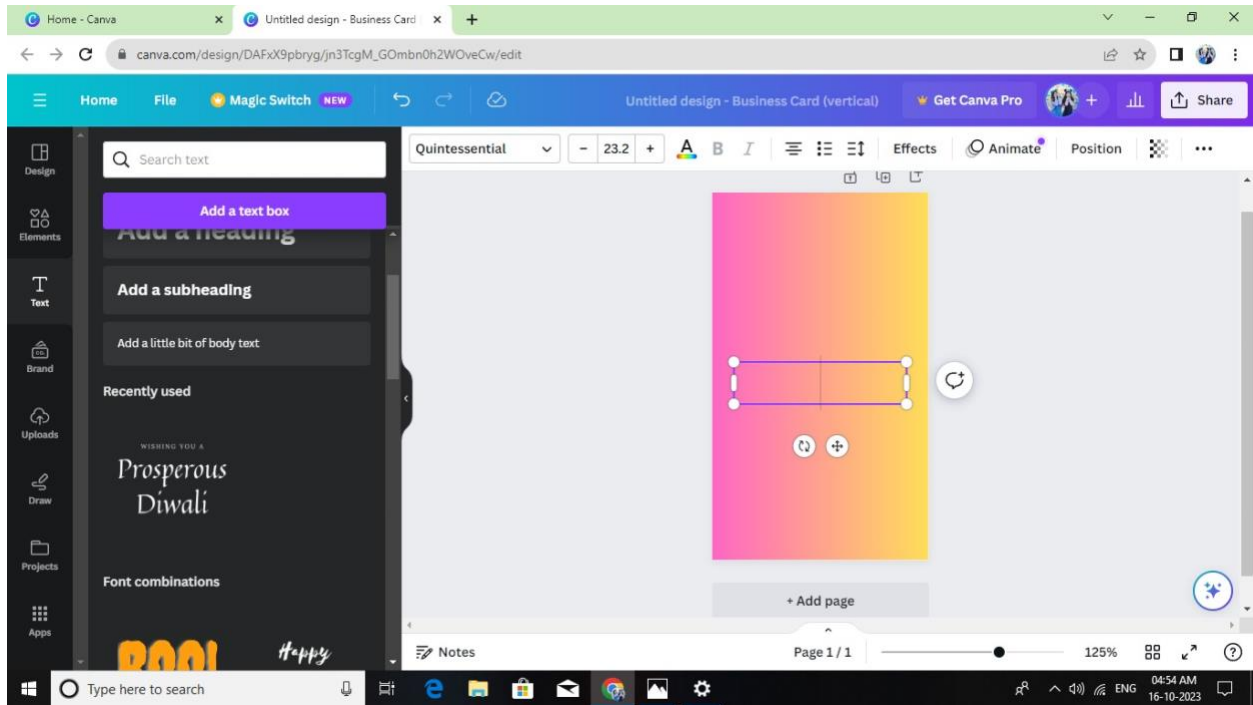 Home - Canva
Untitled design - Business Card
canva.com/design/DAFxX9pbryg/jn3TcgM_GOmbn0h2WOveCw/edit
Home File Magic Switch NEW Untitled design - Business Card (vertical) Get Canva Pro Share
Search text
Quintessential 23.2 A B I Effects Animate Position
Add a text box
Add a heading
Add a subheading
Add a little bit of body text
Recently used
WISHING YOU A
Prosperous
Diwali
Font combinations
BOO!
Happy
Design
Elements
T
Text
CO.
Brand
Uploads
Draw
Projects
Apps
+ Add page
Notes Page 1 / 1 125%
Type here to search
ENG 04:54 AM
16-10-2023